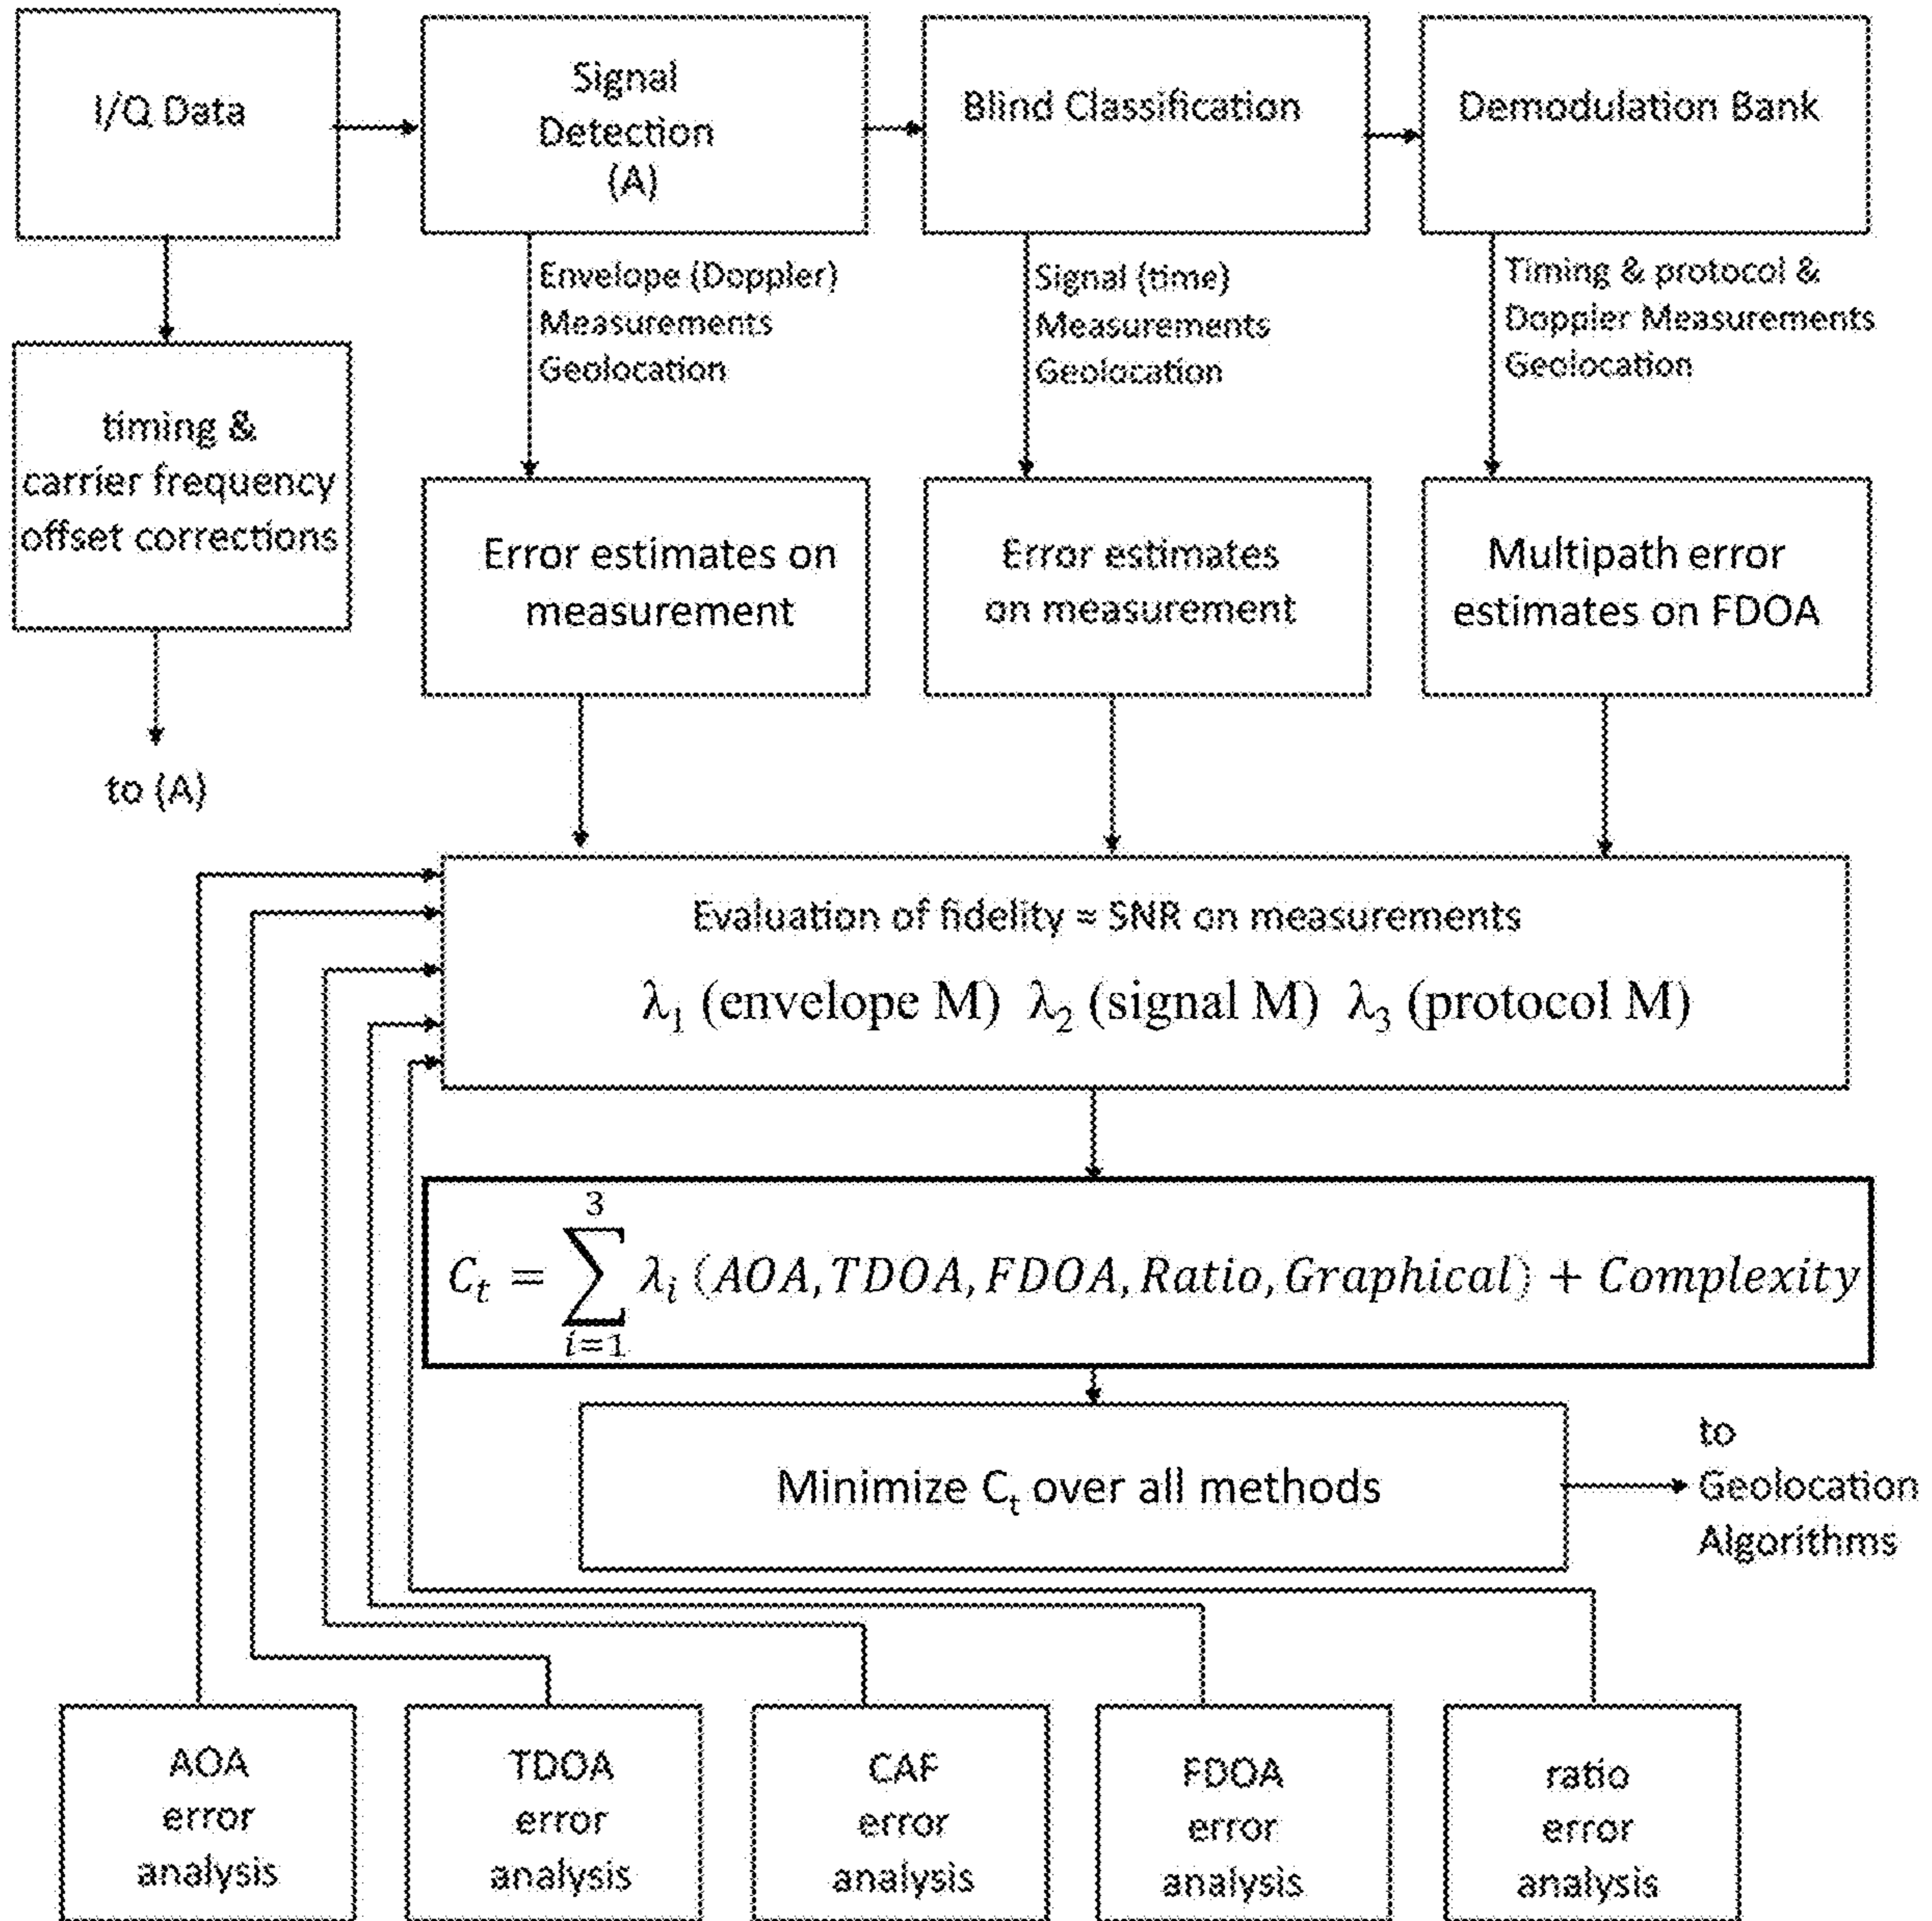 I/Q Data
Signal
Detection
(A)
Blind Classification
Demodulation Bank
Envelope (Doppler)
Measurements
Geolocation
Signal (time)
Measurements
Geolocation
Timing & protocol &
Doppler Measurements
Geolocation
timing &
carrier frequency
offset corrections
to (A)
Error estimates on
measurement
Error estimates
on measurement
Multipath error
estimates on FDOA
Evaluation of fidelity ≈ SNR on measurements
λ₁ (envelope M) λ₂ (signal M) λ₃ (protocol M)
C_t = ∑_{i=1}^{3} λ_i (AOA, TDOA, FDOA, Ratio, Graphical) + Complexity
Minimize C_t over all methods
to
Geolocation
Algorithms
AOA
error
analysis
TDOA
error
analysis
CAF
error
analysis
FDOA
error
analysis
ratio
error
analysis